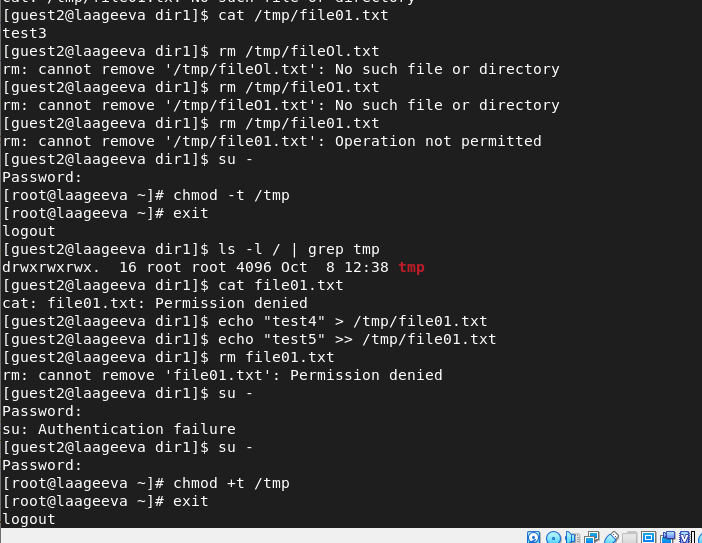 [guest2@laageeva dir1]$ cat /tmp/file01.txt
test3
[guest2@laageeva dir1]$ rm /tmp/fileOl.txt
rm: cannot remove '/tmp/fileOl.txt': No such file or directory
[guest2@laageeva dir1]$ rm /tmp/fileO1.txt
rm: cannot remove '/tmp/fileO1.txt': No such file or directory
[guest2@laageeva dir1]$ rm /tmp/file01.txt
rm: cannot remove '/tmp/file01.txt': Operation not permitted
[guest2@laageeva dir1]$ su -
Password:
[root@laageeva ~]# chmod -t /tmp
[root@laageeva ~]# exit
logout
[guest2@laageeva dir1]$ ls -l / | grep tmp
drwxrwxrwx.  16 root root 4096 Oct  8 12:38 tmp
[guest2@laageeva dir1]$ cat file01.txt
cat: file01.txt: Permission denied
[guest2@laageeva dir1]$ echo "test4" > /tmp/file01.txt
[guest2@laageeva dir1]$ echo "test5" >> /tmp/file01.txt
[guest2@laageeva dir1]$ rm file01.txt
rm: cannot remove 'file01.txt': Permission denied
[guest2@laageeva dir1]$ su -
Password:
su: Authentication failure
[guest2@laageeva dir1]$ su -
Password:
[root@laageeva ~]# chmod +t /tmp
[root@laageeva ~]# exit
logout